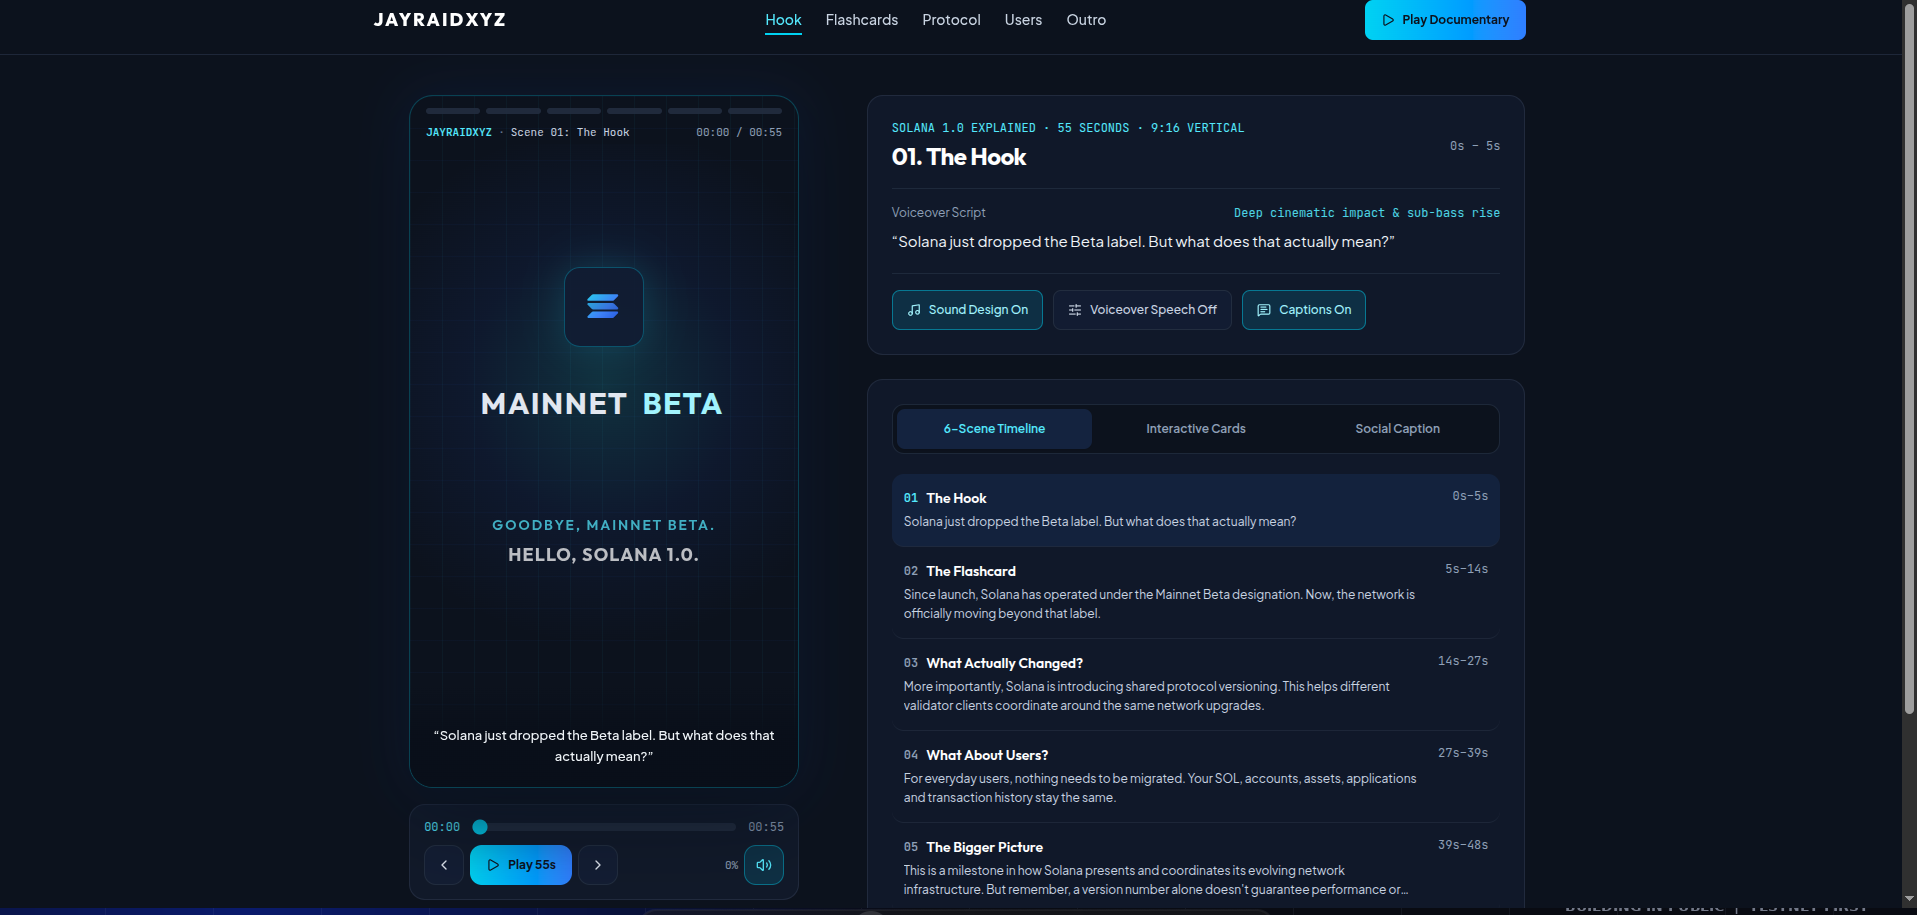 JAYRAIDXYZ
Hook
Flashcards
Protocol
Users
Outro
Play Documentary
JAYRAIDXYZ · Scene 01: The Hook
00:00 / 00:55
MAINNET BETA
GOODBYE, MAINNET BETA.
HELLO, SOLANA 1.0.
“Solana just dropped the Beta label. But what does that
actually mean?”
00:00
00:55
Play 55s
0%
SOLANA 1.0 EXPLAINED · 55 SECONDS · 9:16 VERTICAL
01. The Hook
0s – 5s
Voiceover Script
Deep cinematic impact & sub-bass rise
“Solana just dropped the Beta label. But what does that actually mean?”
Sound Design On
Voiceover Speech Off
Captions On
6-Scene Timeline
Interactive Cards
Social Caption
01 The Hook
0s–5s
Solana just dropped the Beta label. But what does that actually mean?
02 The Flashcard
5s–14s
Since launch, Solana has operated under the Mainnet Beta designation. Now, the network is
officially moving beyond that label.
03 What Actually Changed?
14s–27s
More importantly, Solana is introducing shared protocol versioning. This helps different
validator clients coordinate around the same network upgrades.
04 What About Users?
27s–39s
For everyday users, nothing needs to be migrated. Your SOL, accounts, assets, applications
and transaction history stay the same.
05 The Bigger Picture
39s–48s
This is a milestone in how Solana presents and coordinates its evolving network
infrastructure. But remember, a version number alone doesn't guarantee performance or…
BUILDING IN PUBLIC | TESTNET FIRST